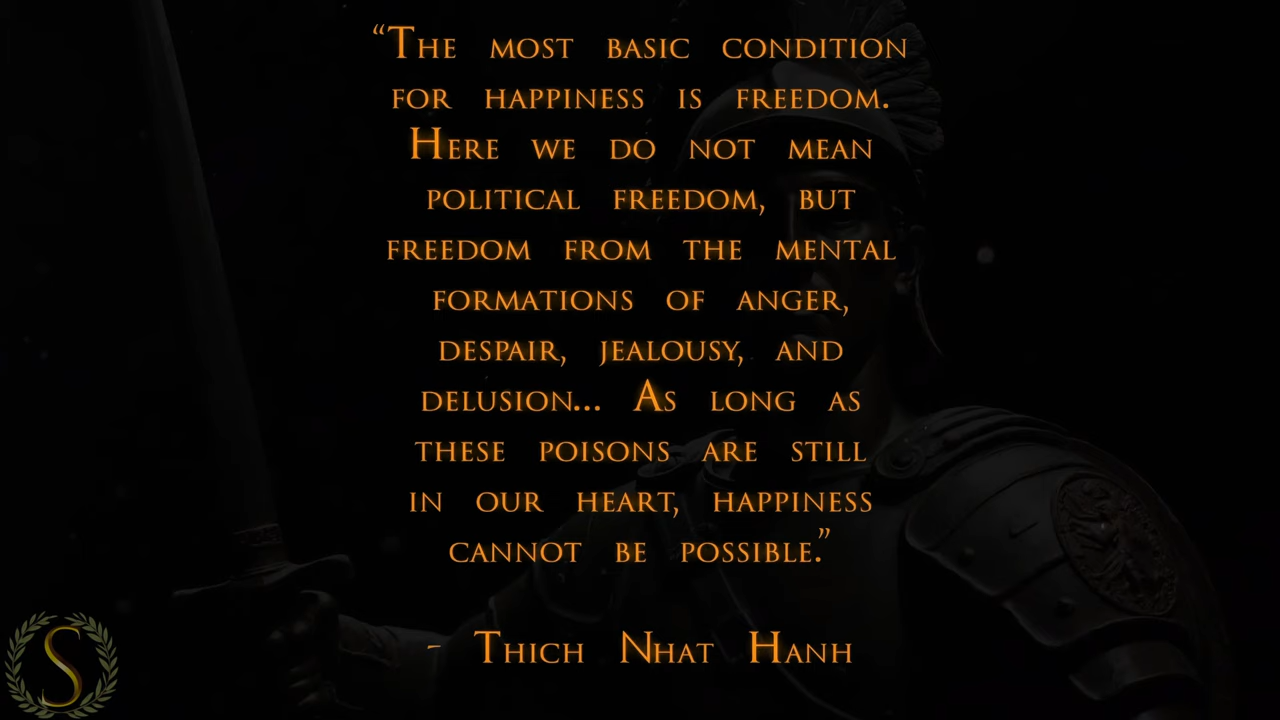 “The most basic condition
for happiness is freedom.
Here we do not mean
political freedom, but
freedom from the mental
formations of anger,
despair, jealousy, and
delusion... As long as
these poisons are still
in our heart, happiness
cannot be possible.”
- Thich Nhat Hanh
S